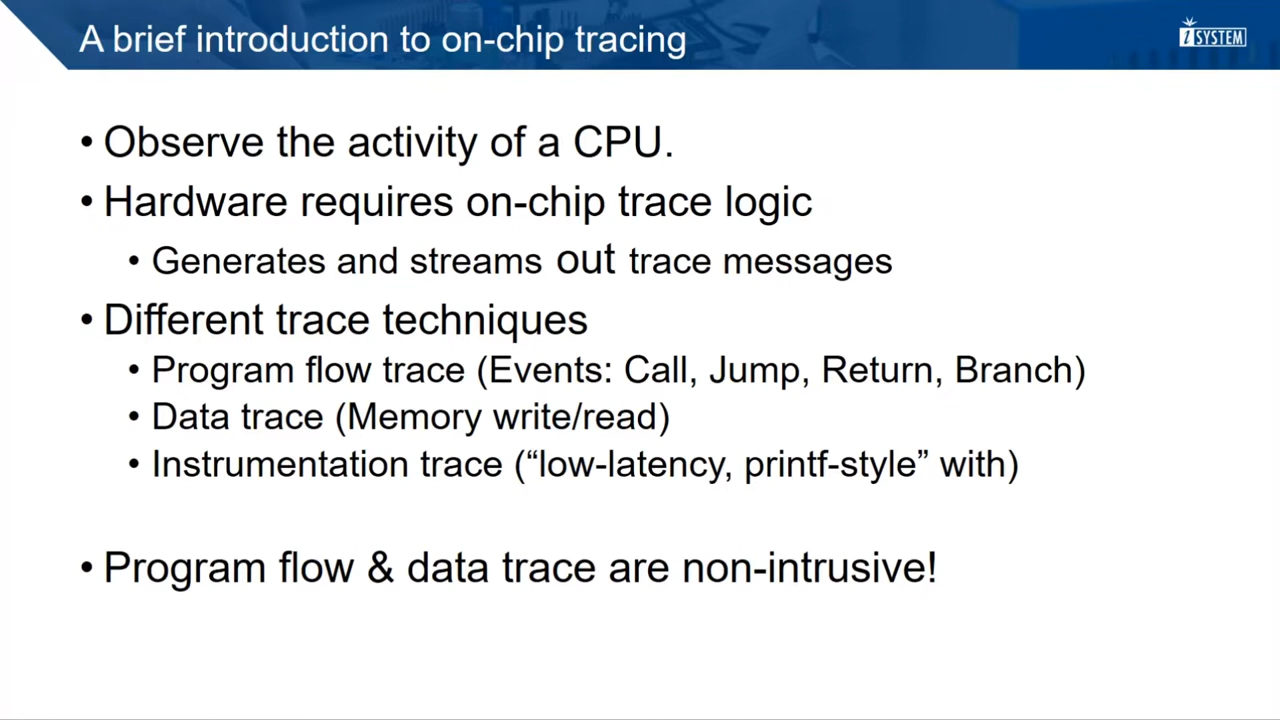 A brief introduction to on-chip tracing
iSYSTEM
• Observe the activity of a CPU.
• Hardware requires on-chip trace logic
• Generates and streams out trace messages
• Different trace techniques
• Program flow trace (Events: Call, Jump, Return, Branch)
• Data trace (Memory write/read)
• Instrumentation trace (“low-latency, printf-style” with)
• Program flow & data trace are non-intrusive!